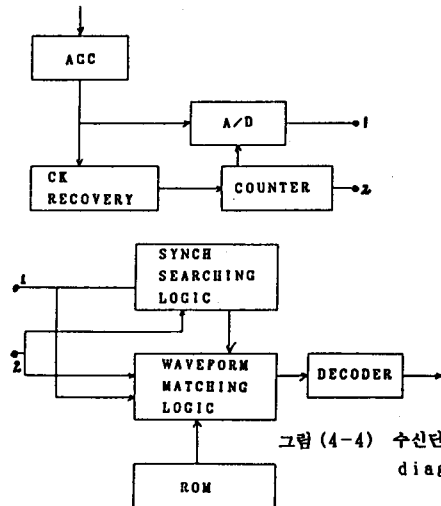 AGC
A/D
1
CK
RECOVERY
COUNTER
2
1
SYNCH
SEARCHING
LOGIC
2
WAVEFORM
MATCHING
LOGIC
DECODER
그림 (4-4) 수신단
diag
ROM